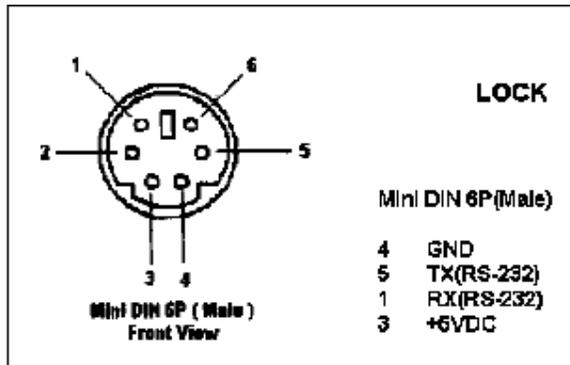 1
6
LOCK
2
5
Mini DIN 6P(Male)
4 GND
5 TX(RS-232)
1 RX(RS-232)
3 +5VDC
3
4
Mini DIN 6P ( Male )
Front View